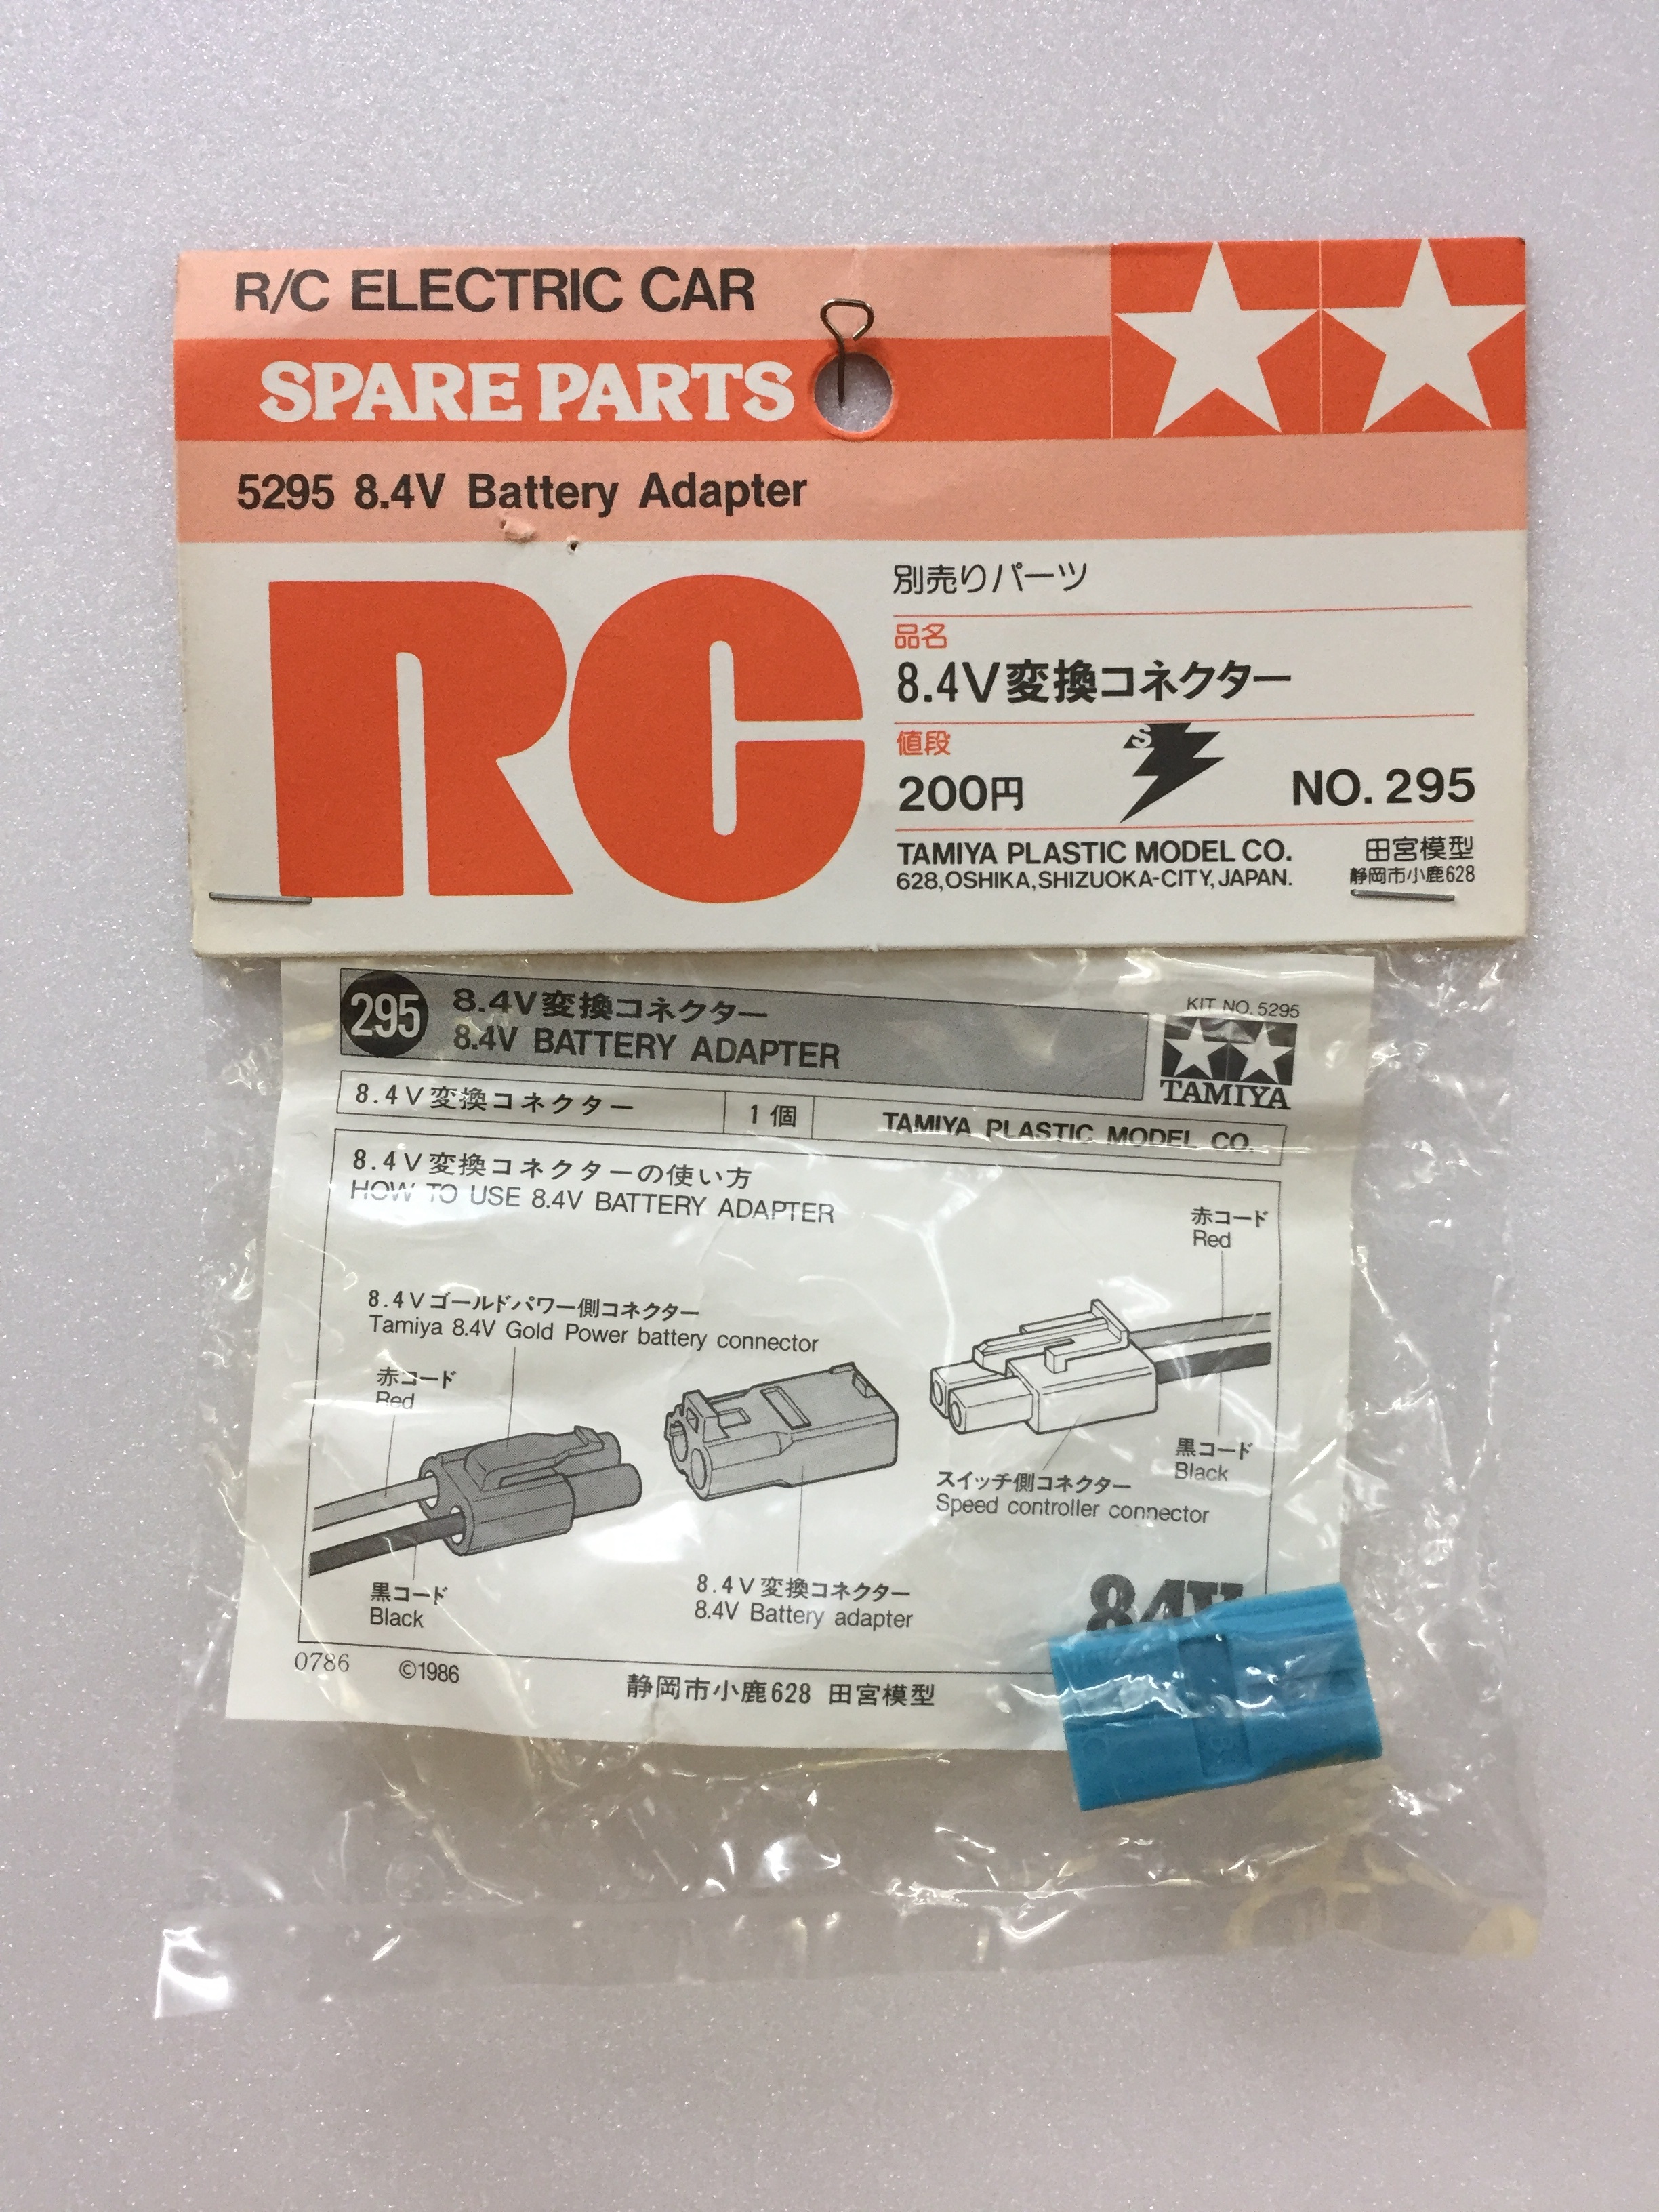 R/C ELECTRIC CAR
SPARE PARTS
5295 8.4V Battery Adapter
RC
別売りパーツ
品名
8.4V変換コネクター
値段
200円
S
NO. 295
TAMIYA PLASTIC MODEL CO.
628, OSHIKA, SHIZUOKA-CITY, JAPAN.
田宮模型
静岡市小鹿628
295
8.4V変換コネクター
8.4V BATTERY ADAPTER
KIT NO. 5295
TAMIYA
8.4V変換コネクター
1個
TAMIYA PLASTIC MODEL CO.
8.4V変換コネクターの使い方
HOW TO USE 8.4V BATTERY ADAPTER
赤コード
Red
8.4Vゴールドパワー側コネクター
Tamiya 8.4V Gold Power battery connector
赤コード
Red
黒コード
Black
スイッチ側コネクター
Speed controller connector
黒コード
Black
8.4V変換コネクター
8.4V Battery adapter
8.4V
0786
©1986
静岡市小鹿628 田宮模型